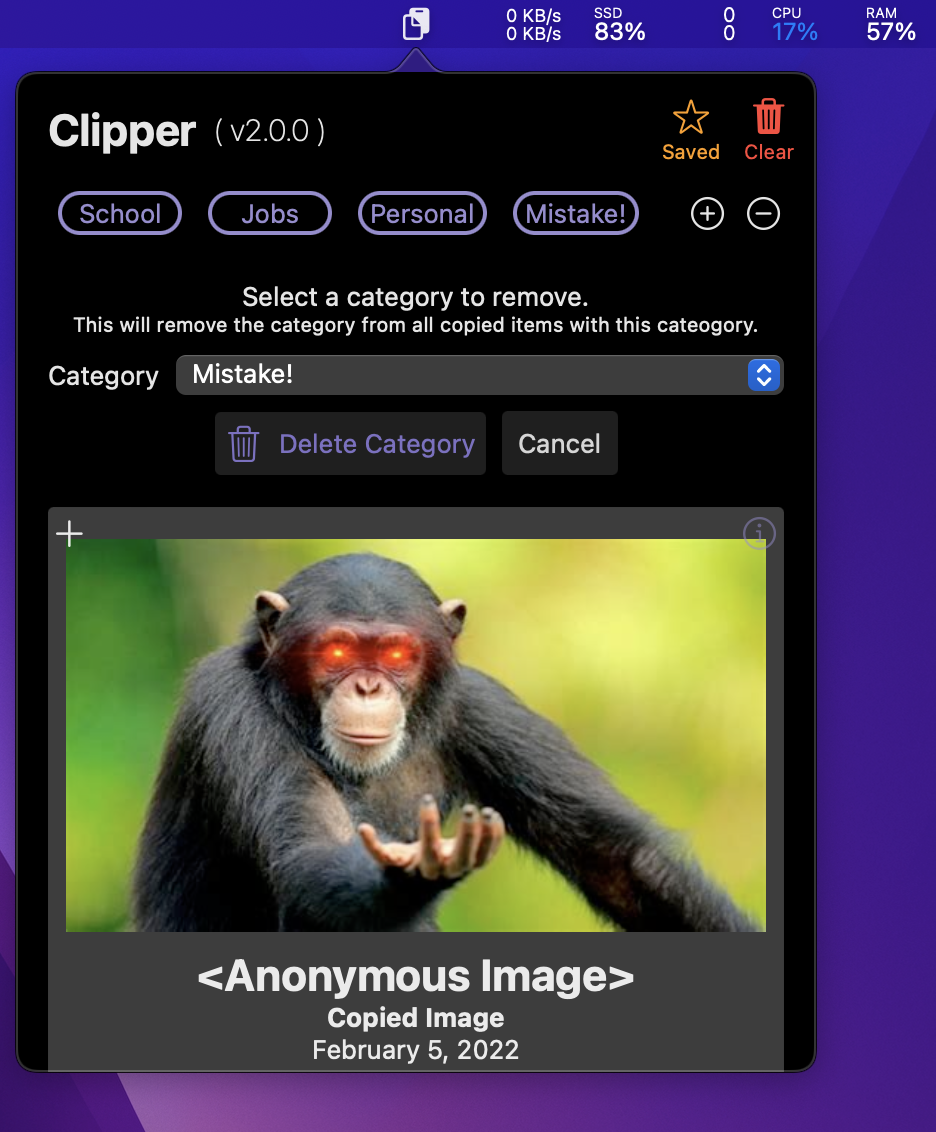 0 KB/s SSD 0 CPU RAM
0 KB/s 83% 0 17% 57%
Clipper ( v2.0.0 )
Saved Clear
School Jobs Personal Mistake!
Select a category to remove.
This will remove the category from all copied items with this cateogory.
Category Mistake!
Delete Category Cancel
<Anonymous Image>
Copied Image
February 5, 2022